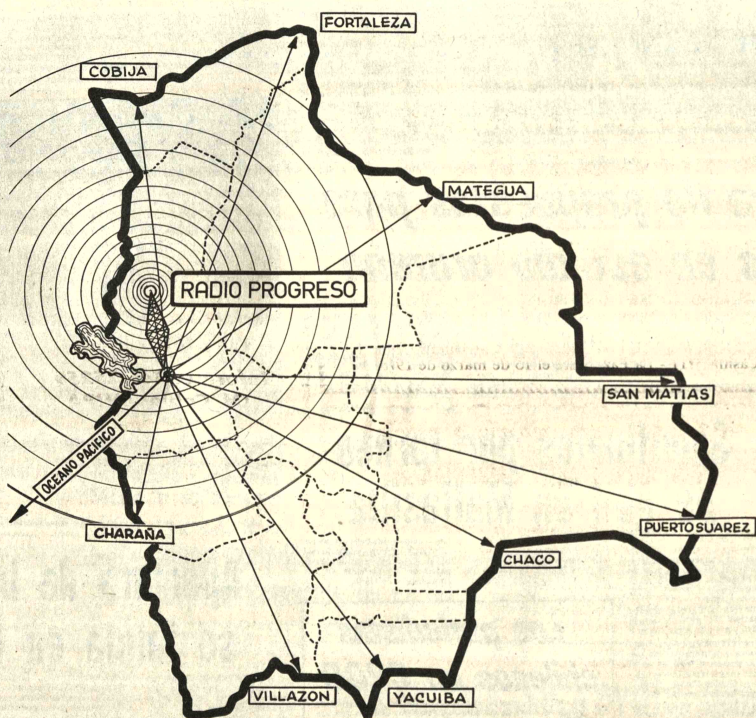 FORTALEZA
COBIJA
MATEGUA
RADIO PROGRESO
SAN MATIAS
OCEANO PACIFICO
PUERTO SUAREZ
CHARAÑA
CHACO
VILLAZON
YACUIBA